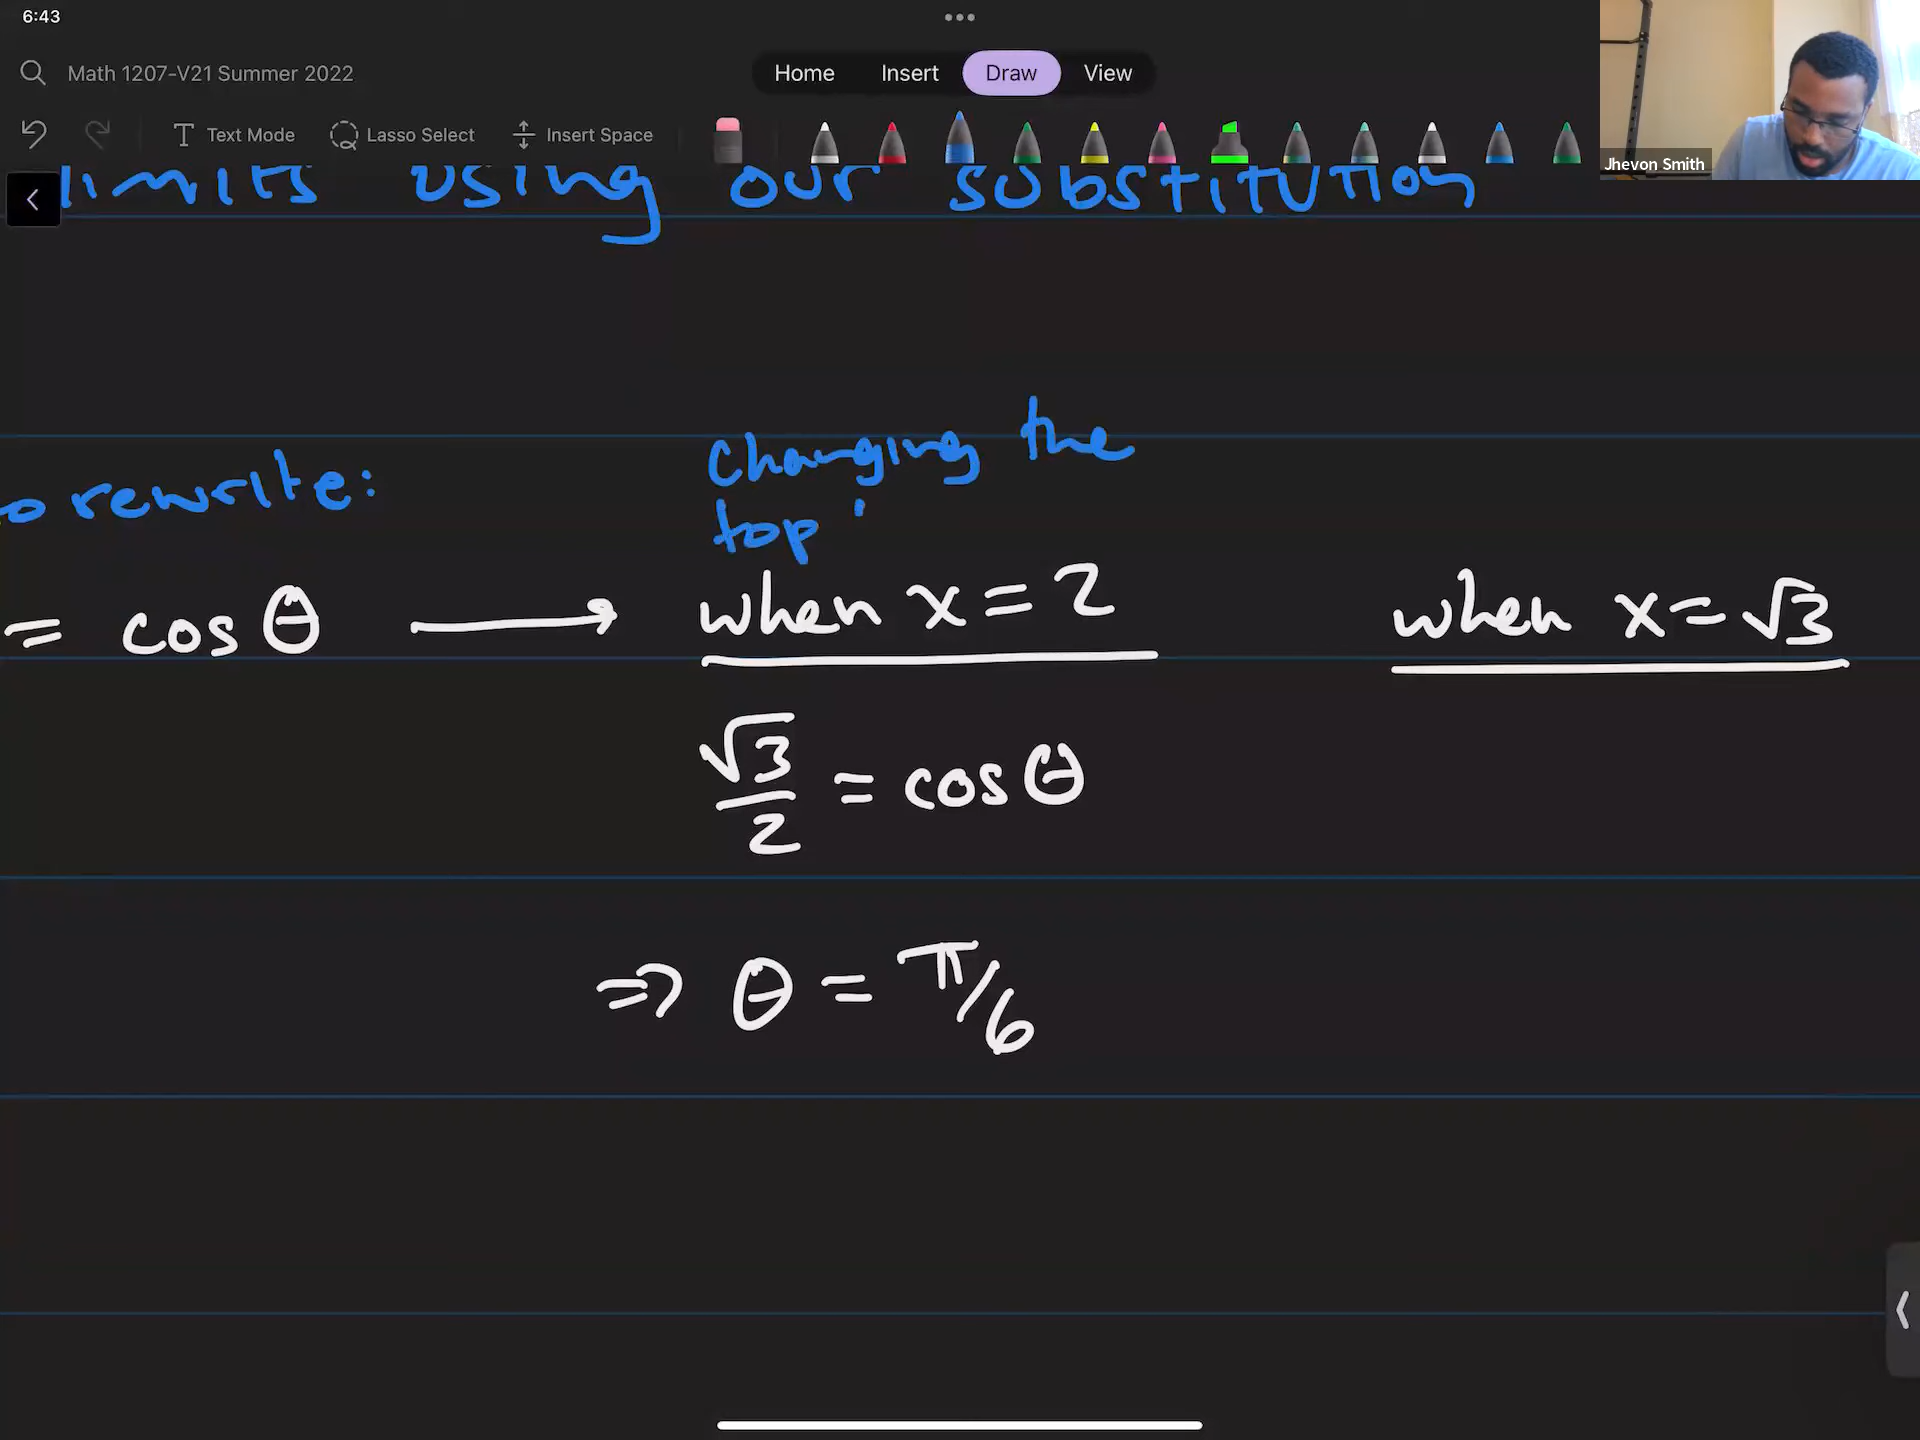 6:43
Math 1207-V21 Summer 2022
Home Insert Draw View
Text Mode Lasso Select Insert Space
Jhevon Smith
limits using our substitution
rewrite:
Changing the
top
= cos θ → when x = 2
when x = √3
√3/2 = cos θ
⇒ θ = π/6